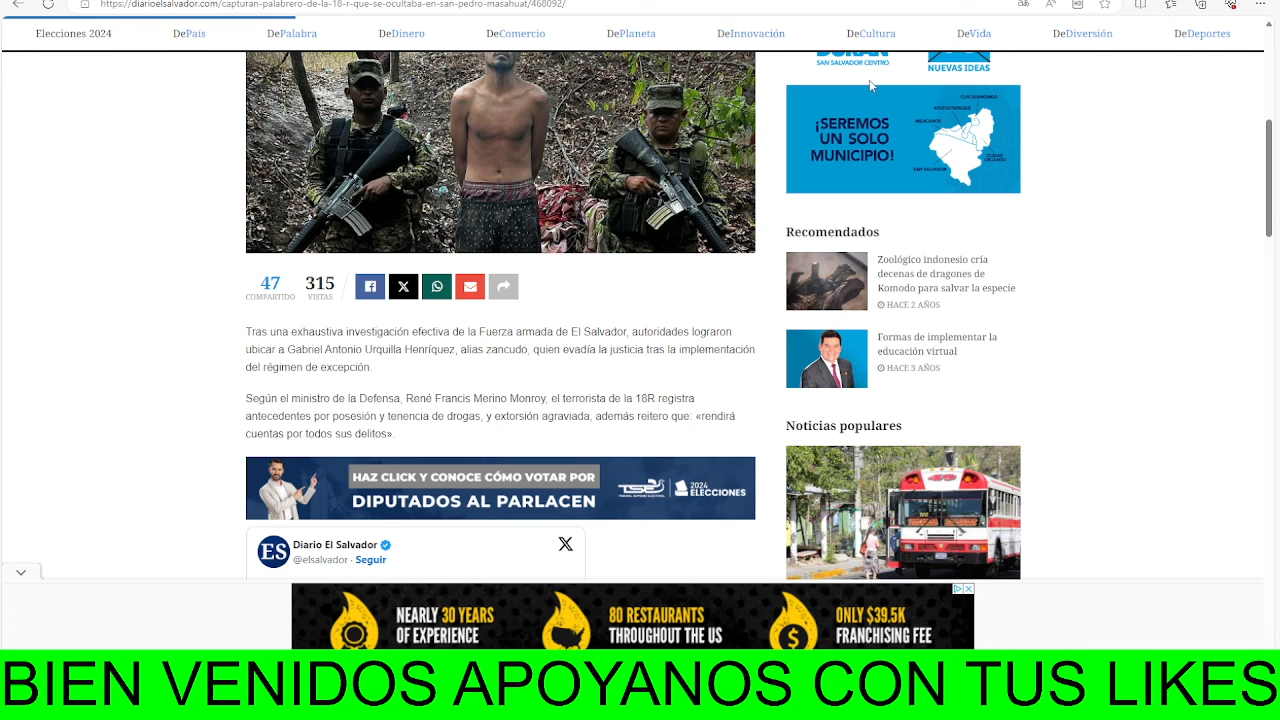 https://diarioelsalvador.com/capturan-palabrero-de-la-18-r-que-se-ocultaba-en-san-pedro-masahuat/468092/
Elecciones 2024
DePaís
DePalabra
DeDinero
DeComercio
DePlaneta
DeInnovación
DeCultura
DeVida
DeDiversión
DeDeportes
SAN SALVADOR CENTRO
NUEVAS IDEAS
¡SEREMOS
UN SOLO
MUNICIPIO!
CUSCATANCINGO
AYUTUXTEPEQUE
MEJICANOS
CIUDAD
DELGADO
SAN SALVADOR
47
COMPARTIDO
315
VISTAS
Tras una exhaustiva investigación efectiva de la Fuerza armada de El Salvador, autoridades lograron
ubicar a Gabriel Antonio Urquilla Henríquez, alias zancudo, quien evadía la justicia tras la implementación
del régimen de excepción.
Según el ministro de la Defensa, René Francis Merino Monroy, el terrorista de la 18R registra
antecedentes por posesión y tenencia de drogas, y extorsión agraviada, además reitero que: «rendirá
cuentas por todos sus delitos».
HAZ CLICK Y CONOCE CÓMO VOTAR POR
DIPUTADOS AL PARLACEN
TSE
2024
ELECCIONES
ES
Diario El Salvador
@elsalvador · Seguir
Recomendados
Zoológico indonesio cría
decenas de dragones de
Komodo para salvar la especie
HACE 2 AÑOS
Formas de implementar la
educación virtual
HACE 3 AÑOS
Noticias populares
49
NEARLY 30 YEARS
OF EXPERIENCE
80 RESTAURANTS
THROUGHOUT THE US
ONLY $39.5K
FRANCHISING FEE
BIEN VENIDOS APOYANOS CON TUS LIKES